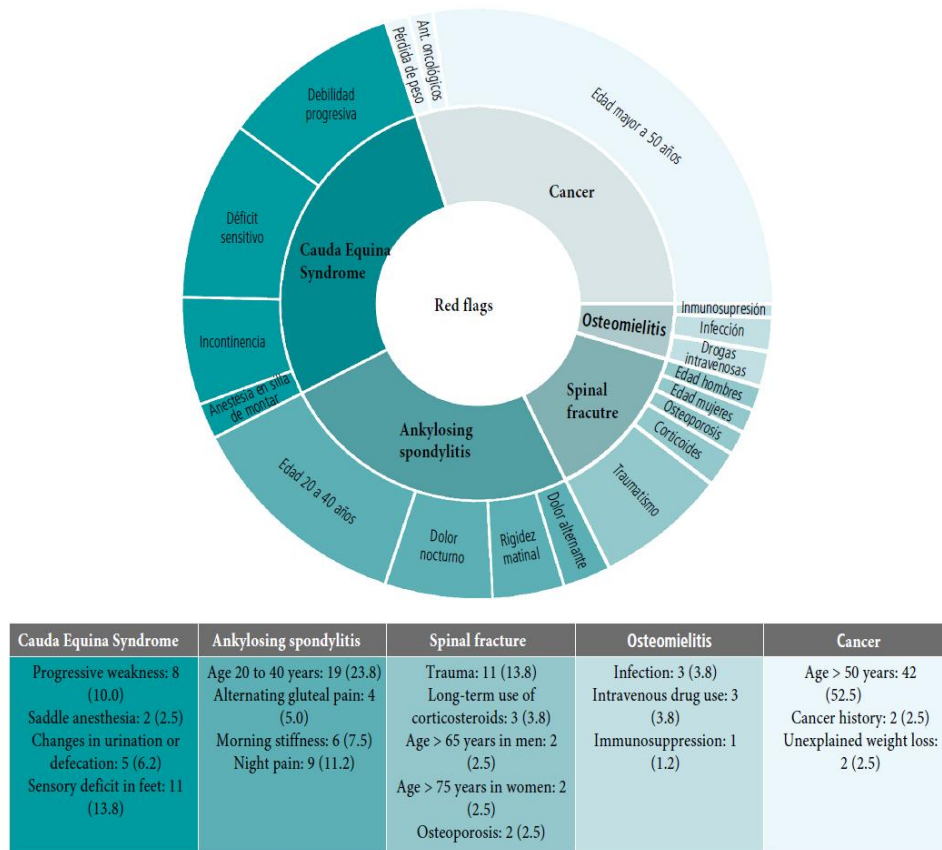 Pérdida de peso
Ant. oncológicos
Edad mayor a 50 años
Debilidad
progresiva
Déficit
sensitivo
Incontinencia
Anestesia en silla
de montar
Cancer
Cauda Equina
Syndrome
Red flags
Osteomielitis
Spinal
fracutre
Ankylosing
spondylitis
Inmunosupresión
Infección
Drogas
intravenosas
Edad hombres
Edad mujeres
Osteoporosis
Corticoides
Traumatismo
Edad 20 a 40 años
Dolor
nocturno
Rigidez
matinal
Dolor alternante
Cauda Equina Syndrome
Progressive weakness: 8
(10.0)
Saddle anesthesia: 2 (2.5)
Changes in urination or
defecation: 5 (6.2)
Sensory deficit in feet: 11
(13.8)
Ankylosing spondylitis
Age 20 to 40 years: 19 (23.8)
Alternating gluteal pain: 4
(5.0)
Morning stiffness: 6 (7.5)
Night pain: 9 (11.2)
Spinal fracture
Trauma: 11 (13.8)
Long-term use of
corticosteroids: 3 (3.8)
Age > 65 years in men: 2
(2.5)
Age > 75 years in women: 2
(2.5)
Osteoporosis: 2 (2.5)
Osteomielitis
Infection: 3 (3.8)
Intravenous drug use: 3
(3.8)
Immunosuppression: 1
(1.2)
Cancer
Age > 50 years: 42
(52.5)
Cancer history: 2 (2.5)
Unexplained weight loss:
2 (2.5)